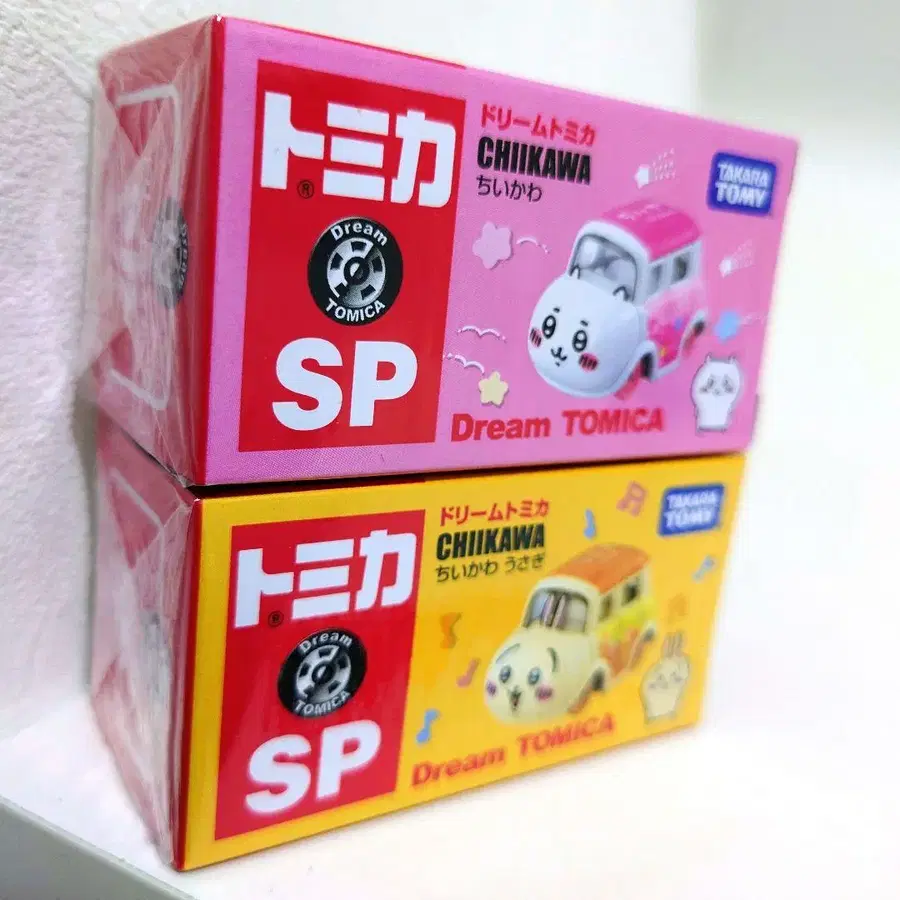 トミカ
®
Dream
TOMICA
SP
ドリームトミカ
CHIIKAWA
ちいかわ
TAKARA
TOMY
Dream TOMICA
トミカ
®
Dream
TOMICA
SP
ドリームトミカ
CHIIKAWA
ちいかわ うさぎ
TAKARA
TOMY
Dream TOMICA